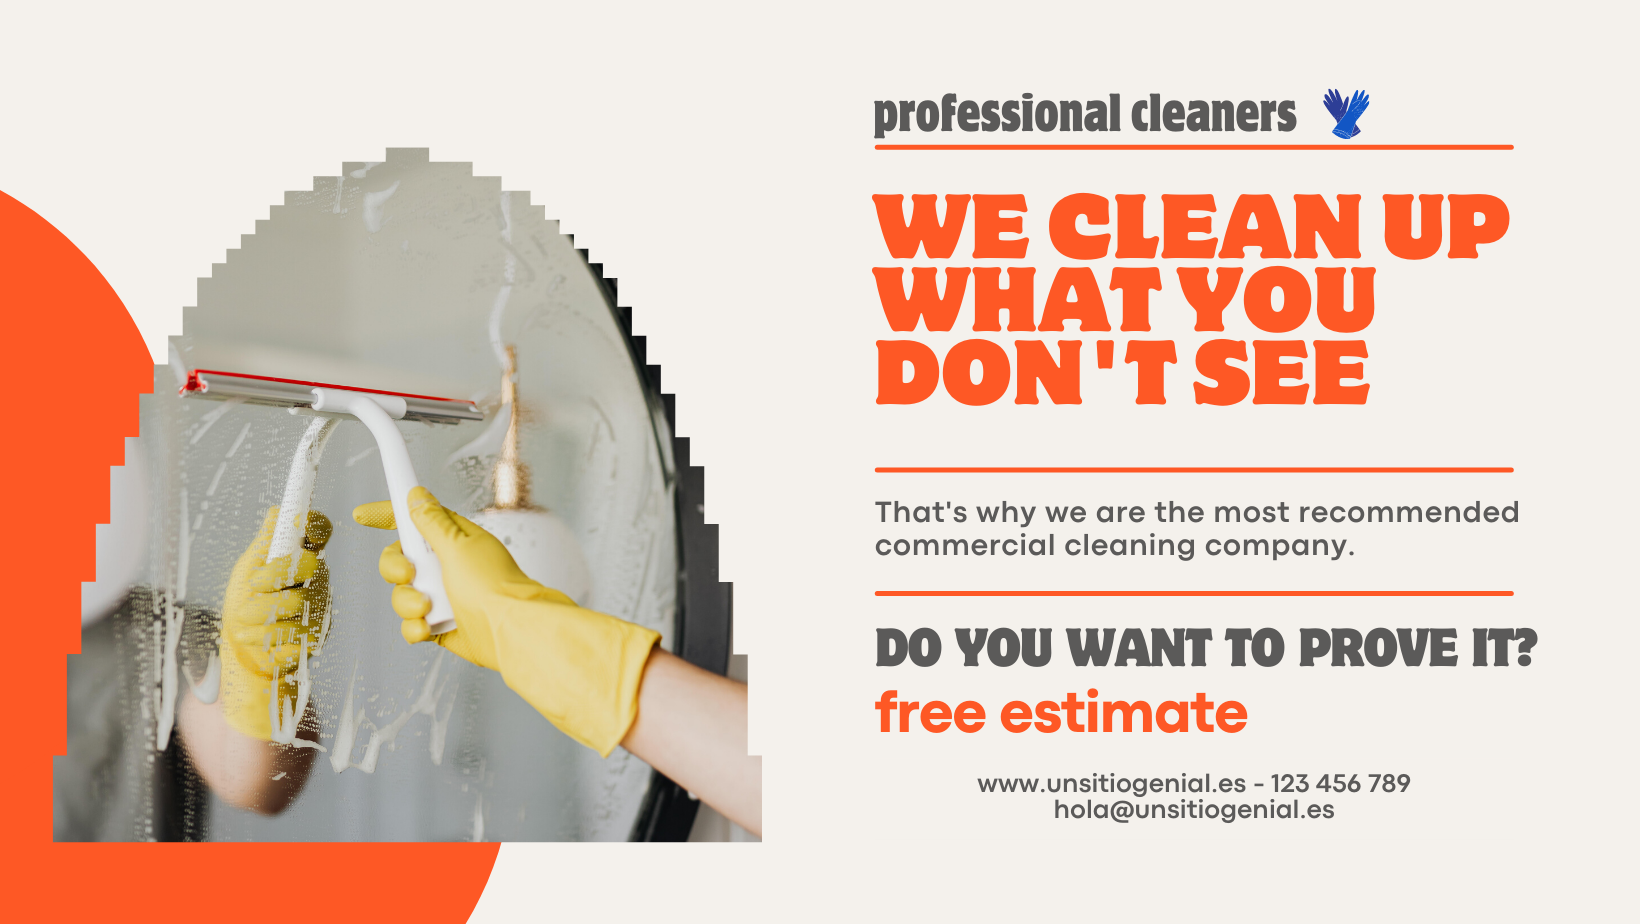 professional cleaners
WE CLEAN UP
WHAT YOU
DON'T SEE
That's why we are the most recommended
commercial cleaning company.
DO YOU WANT TO PROVE IT?
free estimate
www.unsitiogenial.es - 123 456 789
hola@unsitiogenial.es